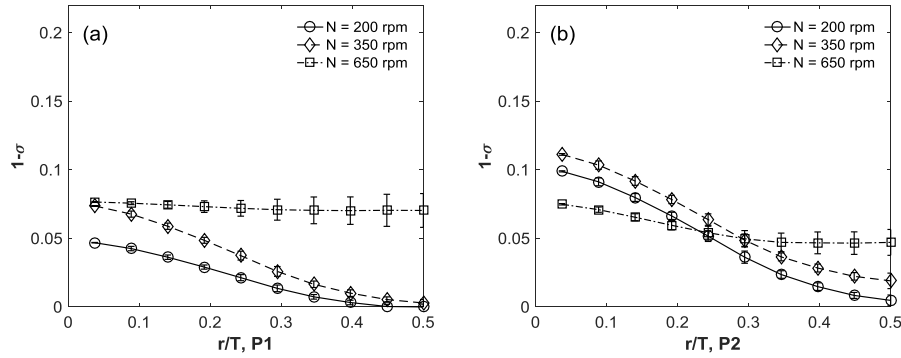 (a)
N = 200 rpm
N = 350 rpm
N = 650 rpm
0.2
0.15
0.1
0.05
0
1-σ
0 0.1 0.2 0.3 0.4 0.5
r/T, P1
(b)
N = 200 rpm
N = 350 rpm
N = 650 rpm
0.2
0.15
0.1
0.05
0
1-σ
0 0.1 0.2 0.3 0.4 0.5
r/T, P2